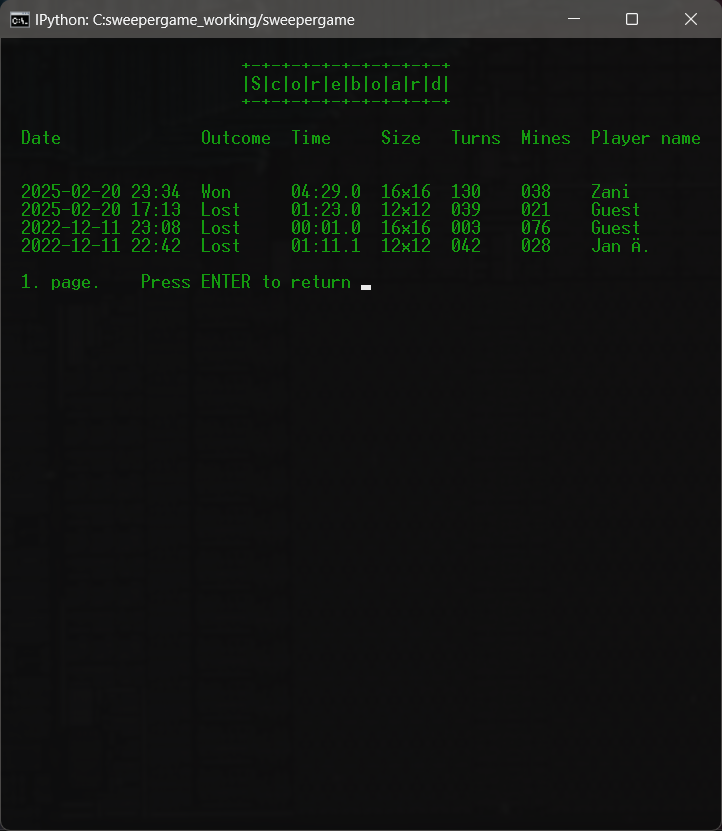 IPython: C:sweepergame_working/sweepergame
+-+-+-+-+-+-+-+-+-+-+
|S|c|o|r|e|b|o|a|r|d|
+-+-+-+-+-+-+-+-+-+-+
Date Outcome Time Size Turns Mines Player name
2025-02-20 23:34 Won 04:29.0 16x16 130 038 Zani
2025-02-20 17:13 Lost 01:23.0 12x12 039 021 Guest
2022-12-11 23:08 Lost 00:01.0 16x16 003 076 Guest
2022-12-11 22:42 Lost 01:11.1 12x12 042 028 Jan Ä.
1. page. Press ENTER to return